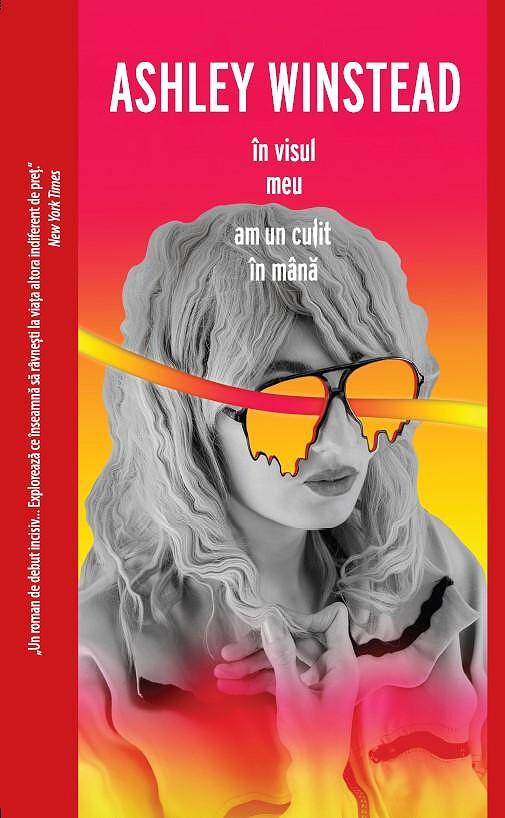 ASHLEY WINSTEAD
în visul
meu
am un cuțit
în mână
„Un roman de debut incisiv... Explorează ce înseamnă să râvnești la viața altora indiferent de preț.”
New York Times